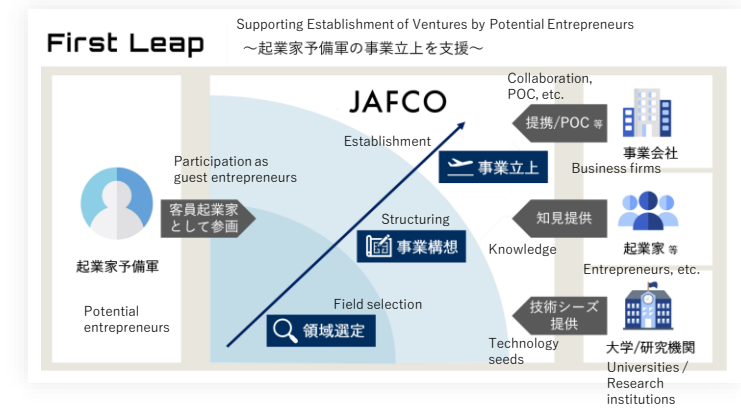 First Leap
Supporting Establishment of Ventures by Potential Entrepreneurs
～起業家予備軍の事業立上を支援～
起業家予備軍
Potential
entrepreneurs
Participation as
guest entrepreneurs
客員起業家
として参画
JAFCO
Establishment
事業立上
Structuring
事業構想
Field selection
領域選定
Collaboration,
POC, etc.
提携/POC 等
事業会社
Business firms
知見提供
Knowledge
起業家 等
Entrepreneurs, etc.
技術シーズ
提供
Technology
seeds
大学/研究機関
Universities /
Research
institutions